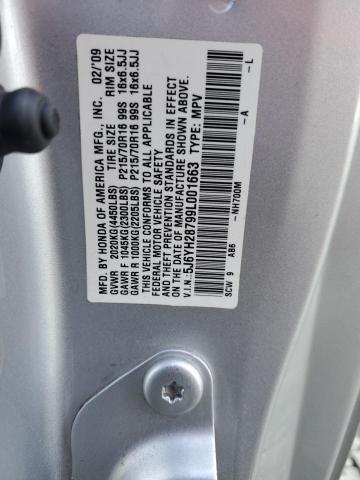 MFD. BY HONDA OF AMERICA MFG., INC. 02/'09
GVWR 2020KG(4450LBS) TIRE SIZE RIM SIZE
GAWR F 1045KG(2300LBS) P215/70R16 99S 16x6.5JJ
GAWR R 1000KG(2205LBS) P215/70R16 99S 16x6.5JJ
THIS VEHICLE CONFORMS TO ALL APPLICABLE
FEDERAL MOTOR VEHICLE SAFETY
AND THEFT PREVENTION STANDARDS IN EFFECT
ON THE DATE OF MANUFACTURE SHOWN ABOVE.
V.I.N.: 5J6YH28799L001663 TYPE: MPV
-NH700M -A -L
SCW 9 AB6